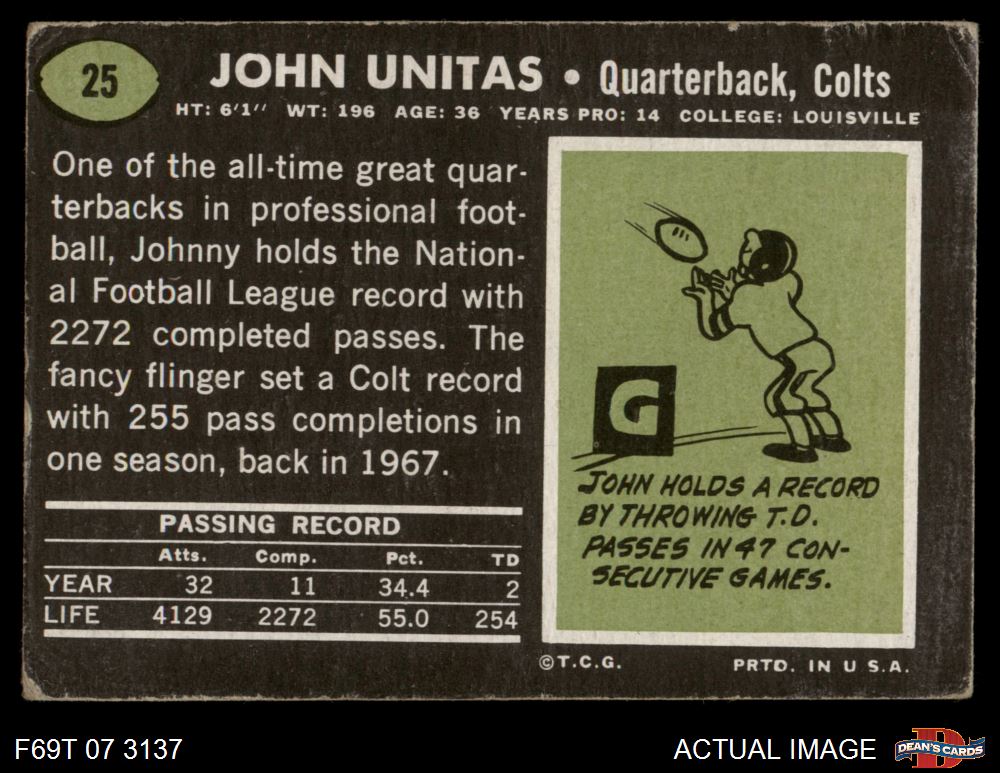 25
JOHN UNITAS • Quarterback, Colts
HT: 6'1'' WT: 196 AGE: 36 YEARS PRO: 14 COLLEGE: LOUISVILLE
One of the all-time great quar-
terbacks in professional foot-
ball, Johnny holds the Nation-
al Football League record with
2272 completed passes. The
fancy flinger set a Colt record
with 255 pass completions in
one season, back in 1967.
PASSING RECORD
Atts. Comp. Pct. TD
YEAR 32 11 34.4 2
LIFE 4129 2272 55.0 254
G
JOHN HOLDS A RECORD
BY THROWING T.D.
PASSES IN 47 CON-
SECUTIVE GAMES.
©T.C.G. PRTD. IN U S.A.
F69T 07 3137
ACTUAL IMAGE
D
DEAN'S CARDS